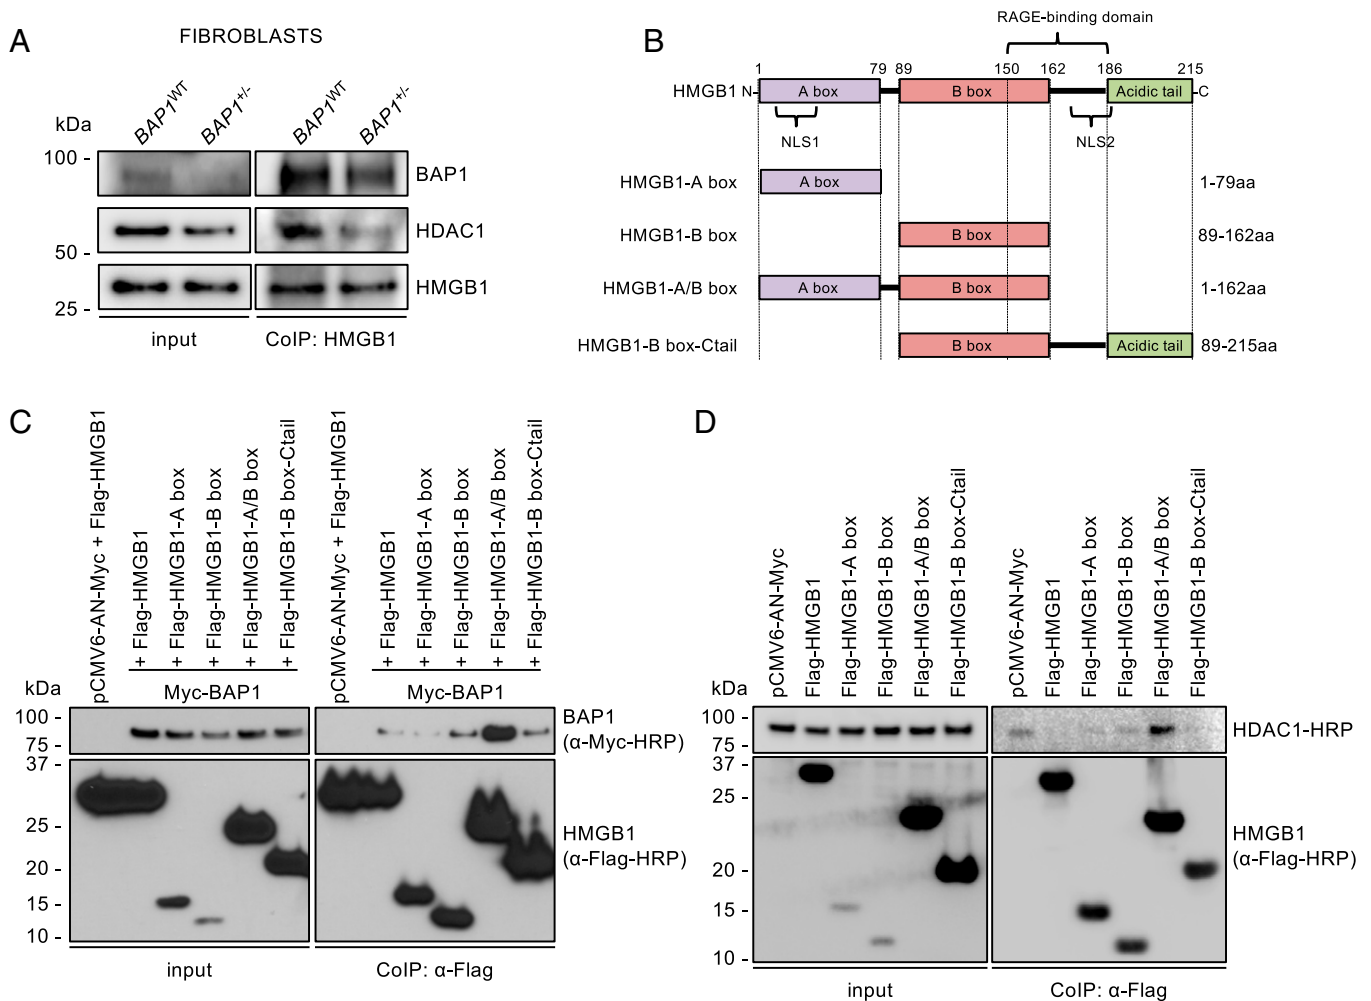 A
FIBROBLASTS
kDa
BAP1WT
BAP1+/-
BAP1WT
BAP1+/-
100 -
BAP1
HDAC1
50 -
HMGB1
25 -
input
CoIP: HMGB1
B
RAGE-binding domain
1 79 89 150 162 186 215
HMGB1 N- A box B box Acidic tail -C
NLS1 NLS2
HMGB1-A box A box 1-79aa
HMGB1-B box B box 89-162aa
HMGB1-A/B box A box B box 1-162aa
HMGB1-B box-Ctail B box Acidic tail 89-215aa
C
pCMV6-AN-Myc + Flag-HMGB1
+ Flag-HMGB1
+ Flag-HMGB1-A box
+ Flag-HMGB1-B box
+ Flag-HMGB1-A/B box
+ Flag-HMGB1-B box-Ctail
pCMV6-AN-Myc + Flag-HMGB1
+ Flag-HMGB1
+ Flag-HMGB1-A box
+ Flag-HMGB1-B box
+ Flag-HMGB1-A/B box
+ Flag-HMGB1-B box-Ctail
kDa
Myc-BAP1
Myc-BAP1
100 -
75 -
BAP1
(α-Myc-HRP)
37 -
25 -
20 -
15 -
10 -
HMGB1
(α-Flag-HRP)
input
CoIP: α-Flag
D
pCMV6-AN-Myc
Flag-HMGB1
Flag-HMGB1-A box
Flag-HMGB1-B box
Flag-HMGB1-A/B box
Flag-HMGB1-B box-Ctail
pCMV6-AN-Myc
Flag-HMGB1
Flag-HMGB1-A box
Flag-HMGB1-B box
Flag-HMGB1-A/B box
Flag-HMGB1-B box-Ctail
kDa
100 -
75 -
HDAC1-HRP
37 -
25 -
20 -
15 -
10 -
HMGB1
(α-Flag-HRP)
input
CoIP: α-Flag